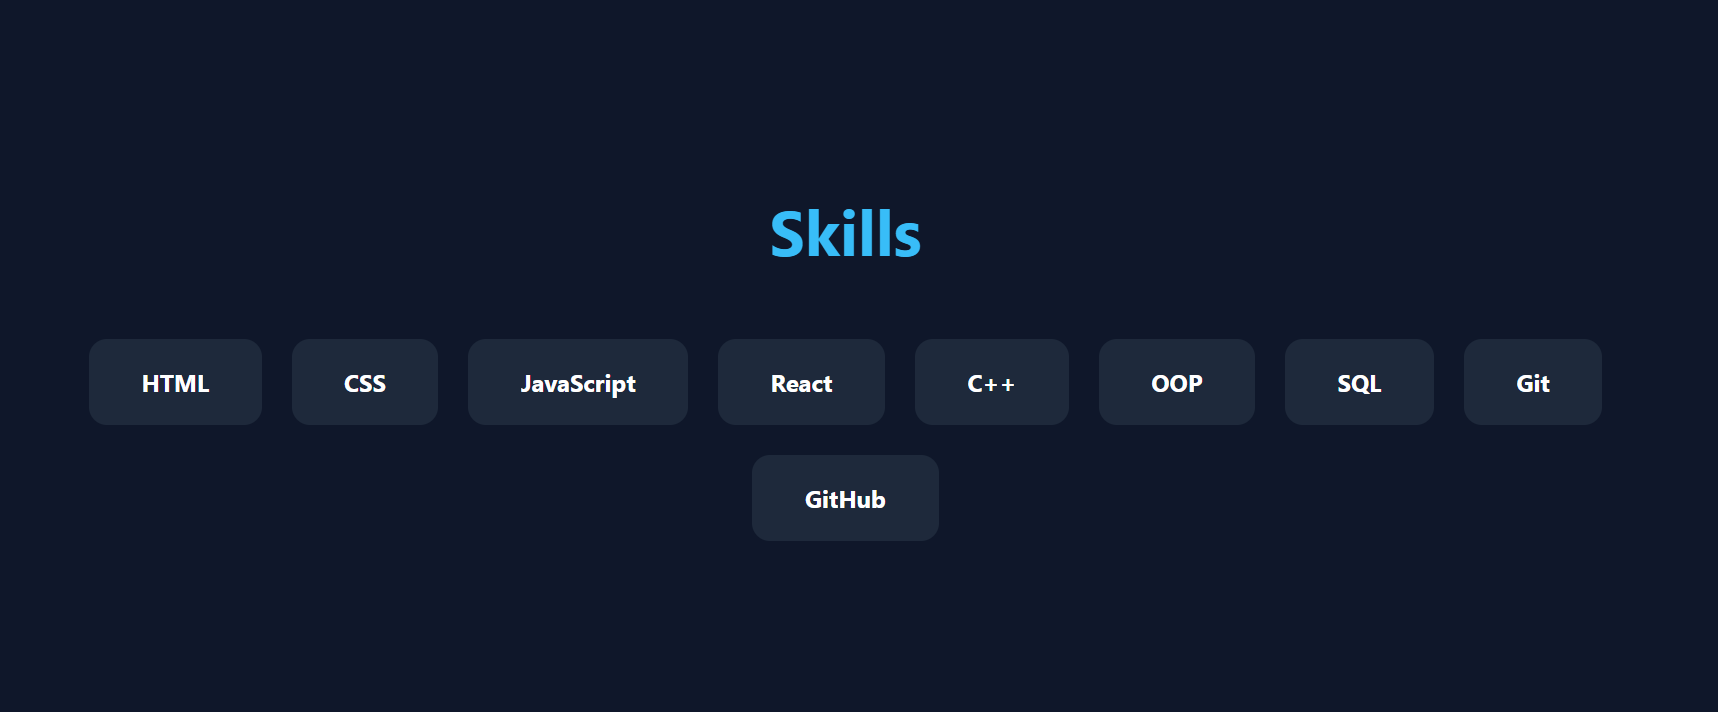 Skills
HTML CSS JavaScript React C++ OOP SQL Git
GitHub